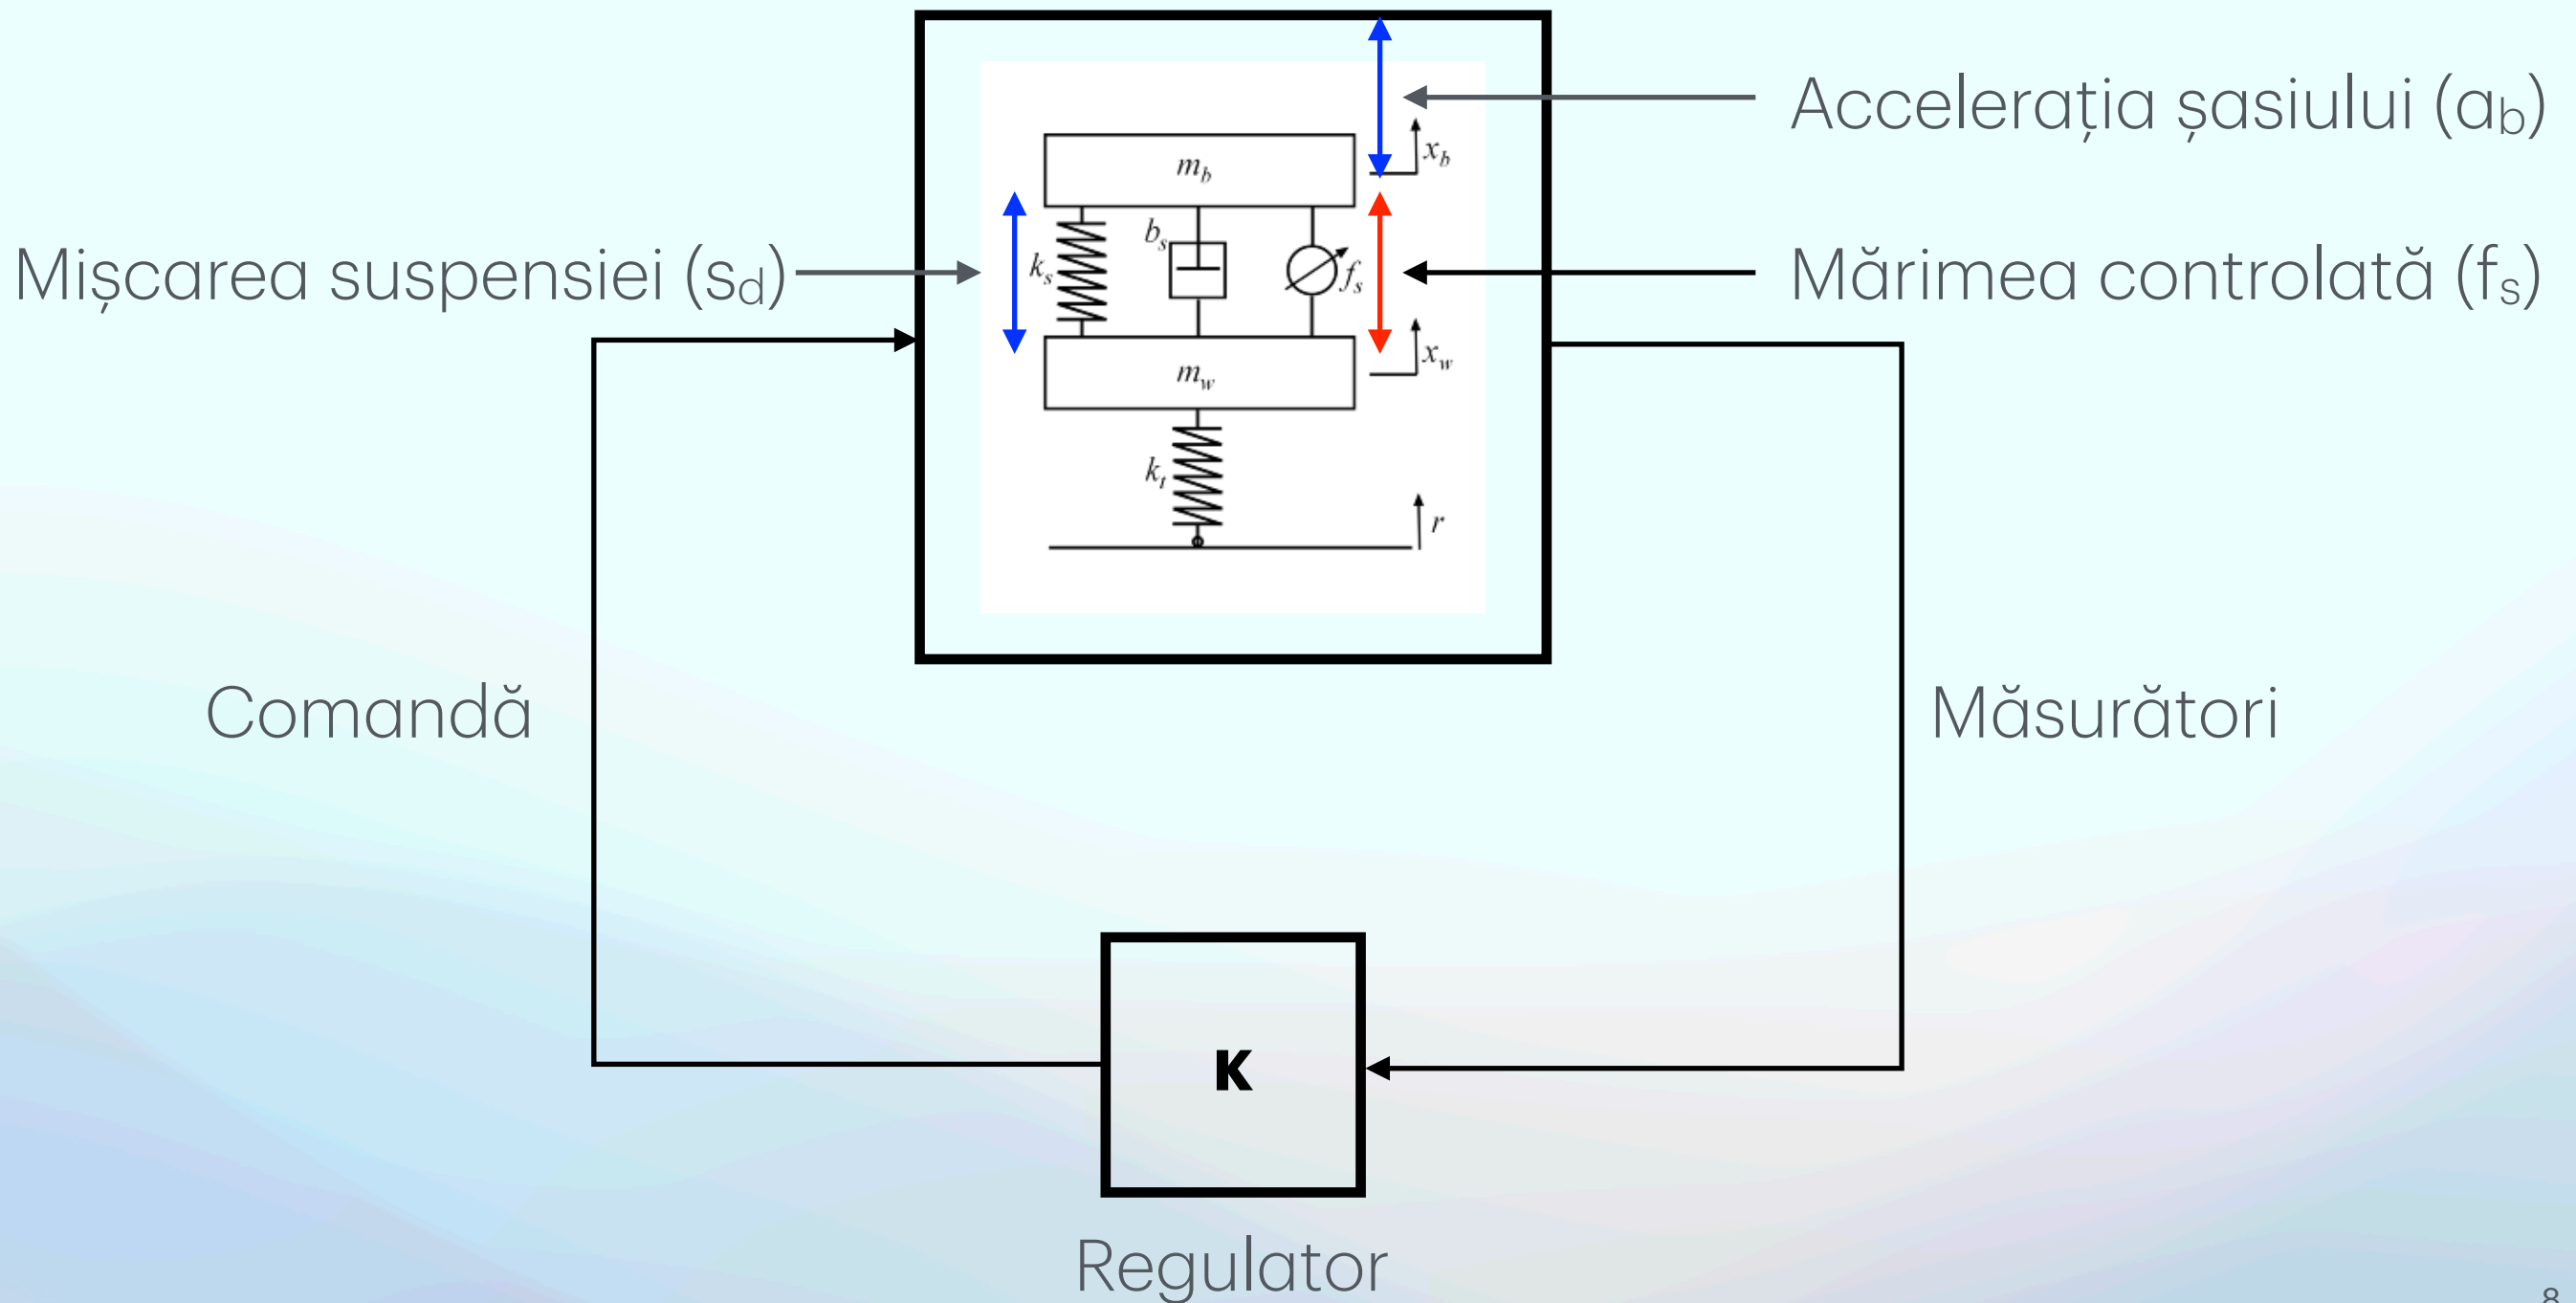 Accelerația șasiului (ab)
xb
mb
Mișcarea suspensiei (sd)
ks
bs
fs
Mărimea controlată (fs)
xw
mw
kt
r
Comandă
Măsurători
K
Regulator
8